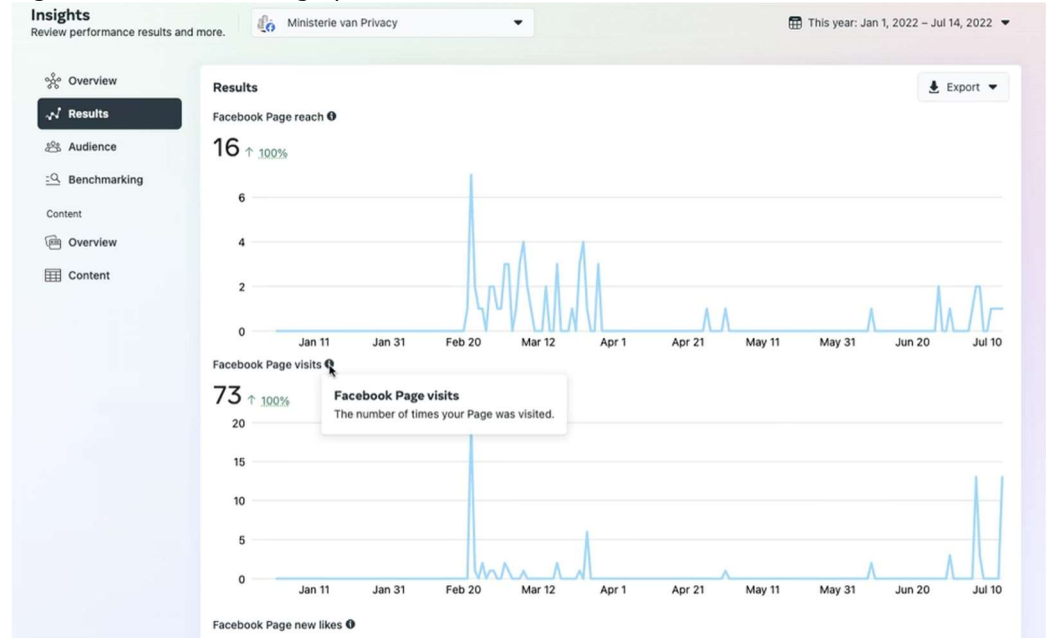 Insights
Review performance results and more.
Ministerie van Privacy
This year: Jan 1, 2022 – Jul 14, 2022
Overview
Results
Audience
Benchmarking
Content
Overview
Content
Results
Export
Facebook Page reach
16 ↑ 100%
6
4
2
0
Jan 11 Jan 31 Feb 20 Mar 12 Apr 1 Apr 21 May 11 May 31 Jun 20 Jul 10
Facebook Page visits
73 ↑ 100%
Facebook Page visits
The number of times your Page was visited.
20
15
10
5
0
Jan 11 Jan 31 Feb 20 Mar 12 Apr 1 Apr 21 May 11 May 31 Jun 20 Jul 10
Facebook Page new likes